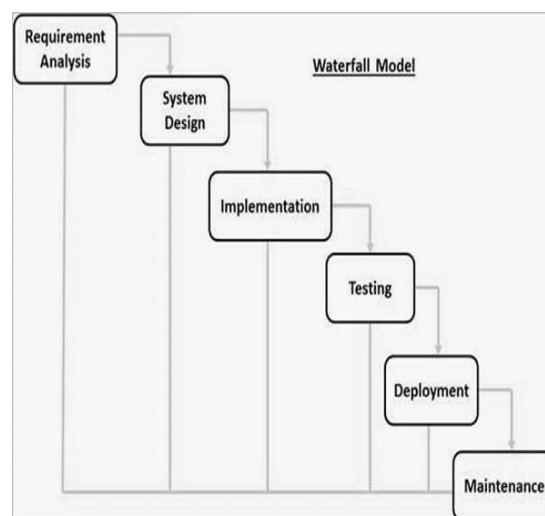 Requirement
Analysis
Waterfall Model
System
Design
Implementation
Testing
Deployment
Maintenance